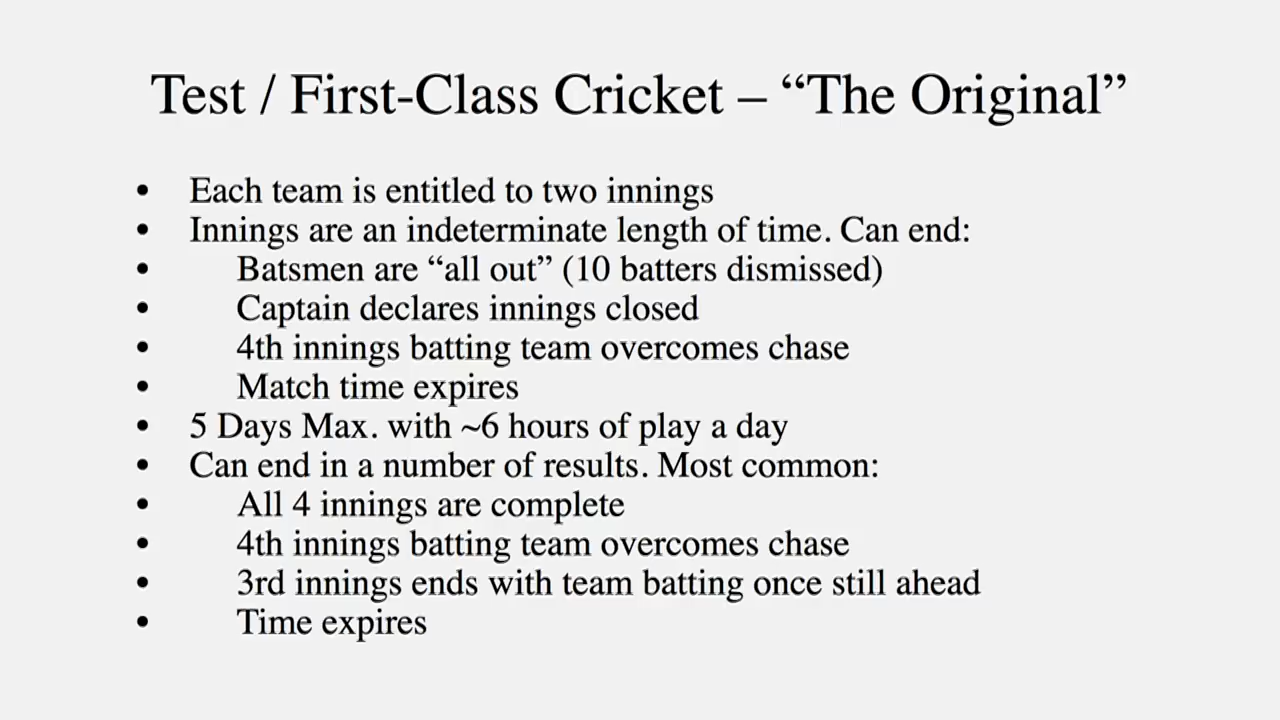 Test / First-Class Cricket – “The Original”
• Each team is entitled to two innings
• Innings are an indeterminate length of time. Can end:
• Batsmen are “all out” (10 batters dismissed)
• Captain declares innings closed
• 4th innings batting team overcomes chase
• Match time expires
• 5 Days Max. with ~6 hours of play a day
• Can end in a number of results. Most common:
• All 4 innings are complete
• 4th innings batting team overcomes chase
• 3rd innings ends with team batting once still ahead
• Time expires